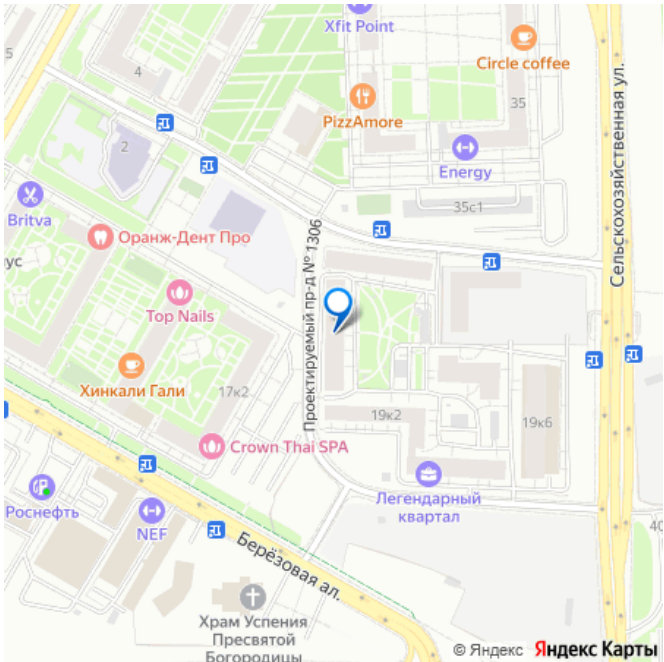 Xfit Point
Circle coffee
4
PizzAmore
35
Сельскохозяйственная ул.
2
Energy
Britva
35с1
Оранж-Дент Про
Проектируемый пр-д № 1306
ус
Top Nails
Хинкали Гали
17к2
19к2
19к6
Crown Thai SPA
Легендарный
квартал
Роснефть
NEF
40
Берёзовая ал.
Храм Успения
Пресвятой
Богородицы
© Яндекс Яндекс Карты